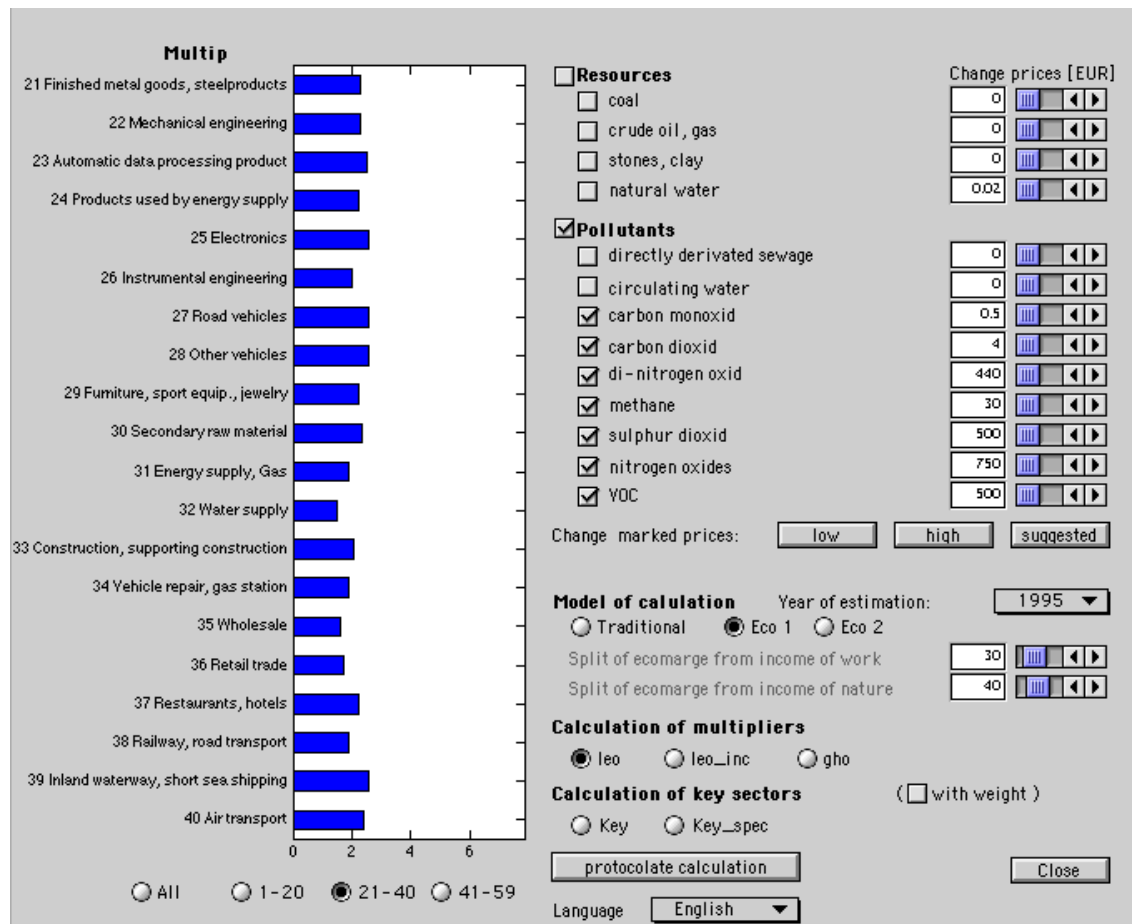 Multip
21 Finished metal goods, steelproducts
22 Mechanical engineering
23 Automatic data processing product
24 Products used by energy supply
25 Electronics
26 Instrumental engineering
27 Road vehicles
28 Other vehicles
29 Furniture, sport equip., jewelry
30 Secondary raw material
31 Energy supply, Gas
32 Water supply
33 Construction, supporting construction
34 Vehicle repair, gas station
35 Wholesale
36 Retail trade
37 Restaurants, hotels
38 Railway, road transport
39 Inland waterway, short sea shipping
40 Air transport
0 2 4 6
All 1-20 21-40 41-59
Resources Change prices [EUR]
coal 0
crude oil, gas 0
stones, clay 0
natural water 0.02
Pollutants
directly derivated sewage 0
circulating water 0
carbon monoxid 0.5
carbon dioxid 4
di-nitrogen oxid 440
methane 30
sulphur dioxid 500
nitrogen oxides 750
VOC 500
Change marked prices: low high suggested
Model of calulation Year of estimation: 1995
Traditional Eco 1 Eco 2
Split of ecomarge from income of work 30
Split of ecomarge from income of nature 40
Calculation of multipliers
leo leo_inc gho
Calculation of key sectors ( with weight )
Key Key_spec
protocolate calculation Close
Language English